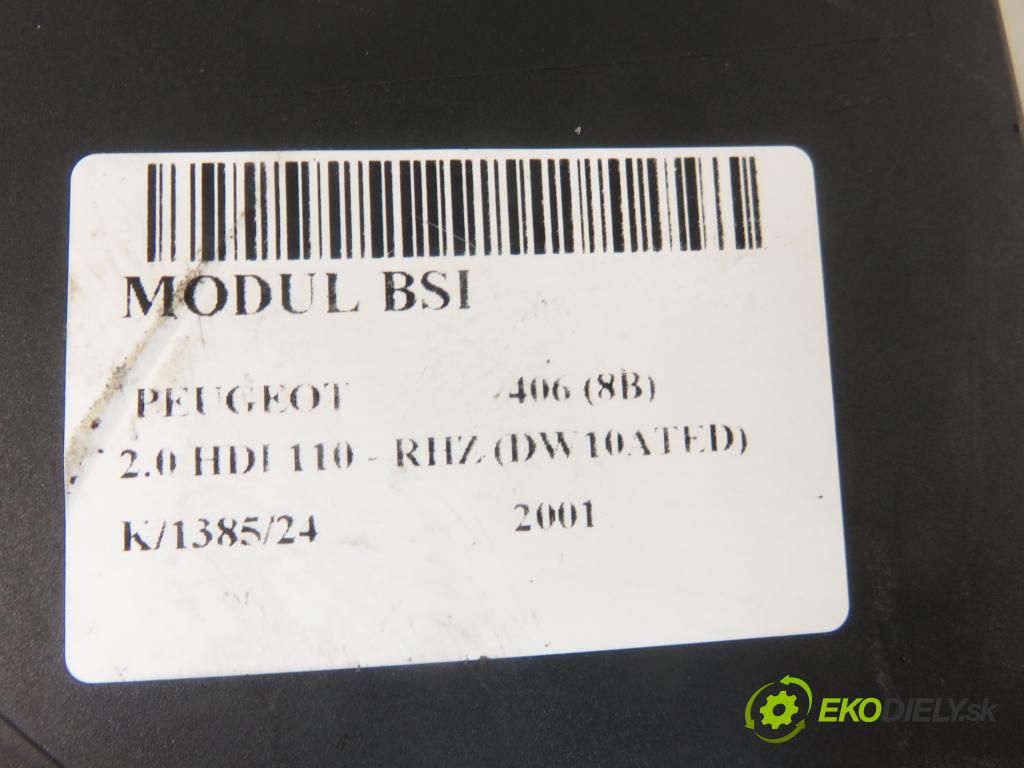 MODUL BSI
PEUGEOT 406 (8B)
2.0 HDI 110 - RHZ (DW10ATED)
K/1385/24 2001
EKODIELY.sk